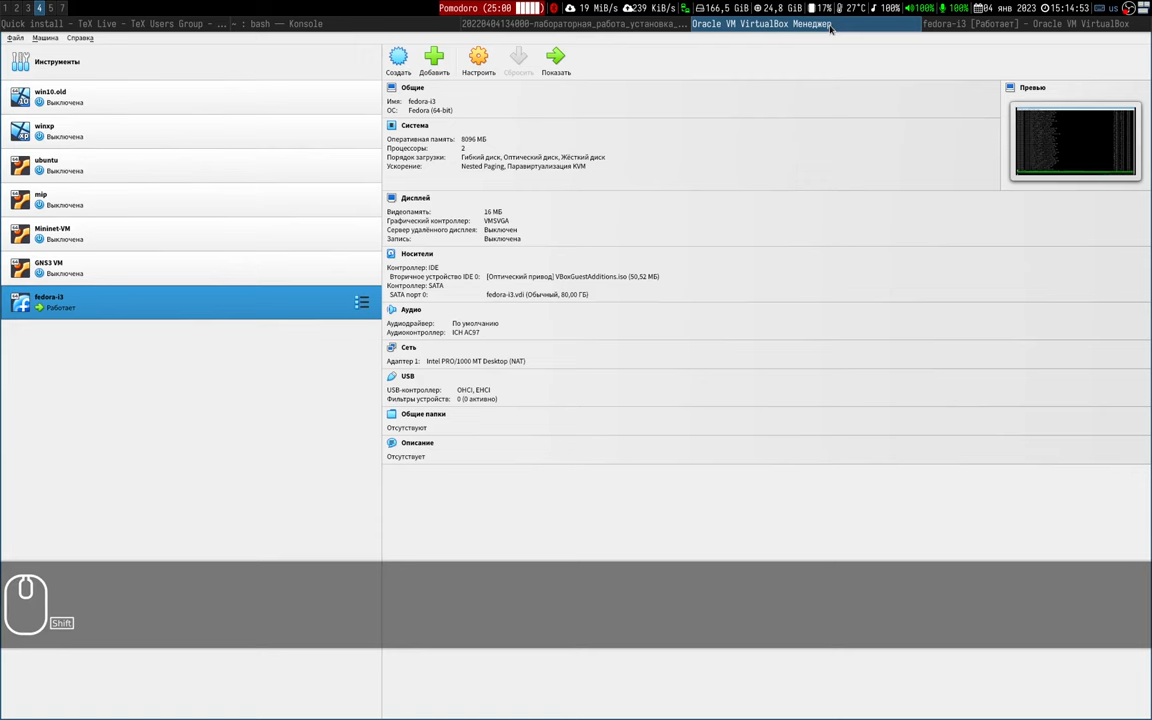 1 2 3 4 5 7
Pomodoro (25:00 19 MiB/s 239 KiB/s 166,5 GiB 24,8 GiB 17% 27°C 100% 100% 100% 04 янв 2023 15:14:53 us
Quick install - TeX Live - TeX Users Group - ... ~ : bash — Konsole 20220404134000-лабораторная_работа_установка_... Oracle VM VirtualBox Менеджер fedora-i3 [Работает] - Oracle VM VirtualBox
Файл Машина Справка
Инструменты
Создать Добавить Настроить Сбросить Показать
win10.old
Выключена
winxp
Выключена
ubuntu
Выключена
mip
Выключена
Mininet-VM
Выключена
GNS3 VM
Выключена
fedora-i3
Работает
Общие
Имя: fedora-i3
ОС: Fedora (64-bit)
Превью
Система
Оперативная память: 8096 МБ
Процессоры: 2
Порядок загрузки: Гибкий диск, Оптический диск, Жёсткий диск
Ускорение: Nested Paging, Паравиртуализация KVM
Дисплей
Видеопамять: 16 МБ
Графический контроллер: VMSVGA
Сервер удалённого дисплея: Выключен
Запись: Выключена
Носители
Контроллер: IDE
Вторичное устройство IDE 0: [Оптический привод] VBoxGuestAdditions.iso (50,52 МБ)
Контроллер: SATA
SATA порт 0: fedora-i3.vdi (Обычный, 80,00 ГБ)
Аудио
Аудиодрайвер: По умолчанию
Аудиоконтроллер: ICH AC97
Сеть
Адаптер 1: Intel PRO/1000 MT Desktop (NAT)
USB
USB-контроллер: OHCI, EHCI
Фильтры устройств: 0 (0 активно)
Общие папки
Отсутствуют
Описание
Отсутствует
Shift